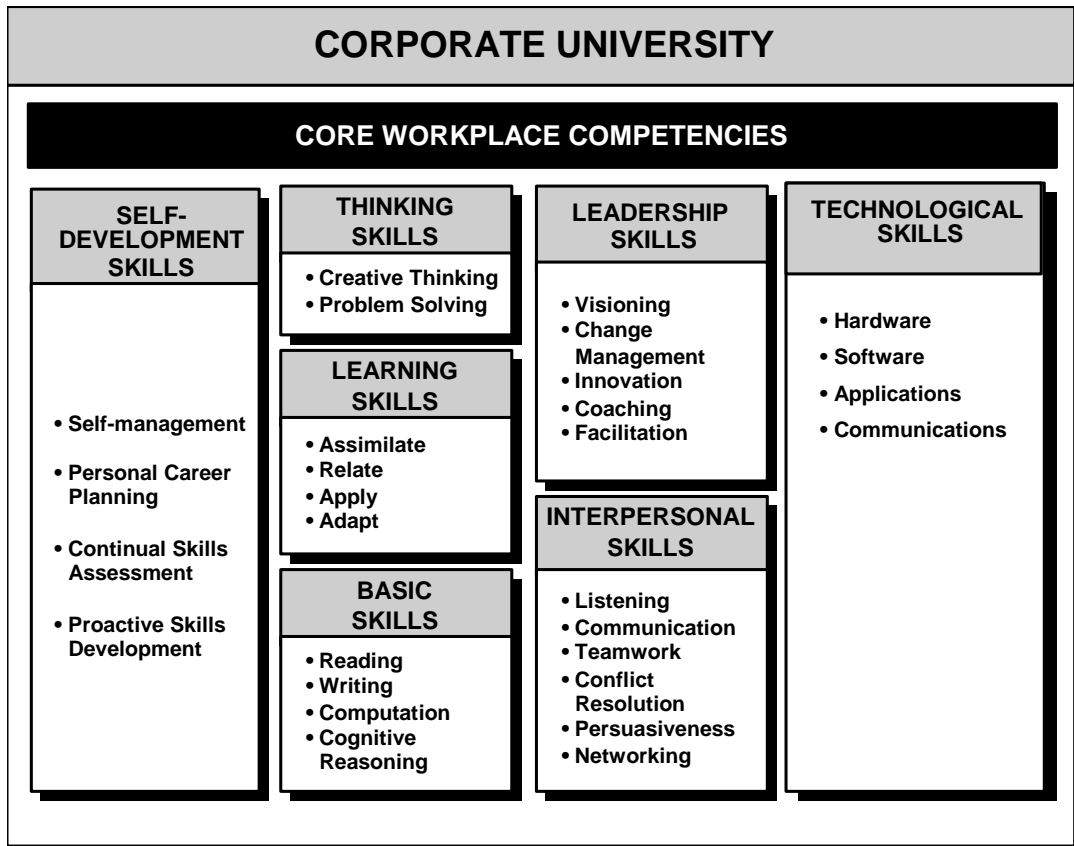 CORPORATE UNIVERSITY
CORE WORKPLACE COMPETENCIES
SELF-
DEVELOPMENT
SKILLS
• Self-management
• Personal Career
Planning
• Continual Skills
Assessment
• Proactive Skills
Development
THINKING
SKILLS
• Creative Thinking
• Problem Solving
LEARNING
SKILLS
• Assimilate
• Relate
• Apply
• Adapt
BASIC
SKILLS
• Reading
• Writing
• Computation
• Cognitive
Reasoning
LEADERSHIP
SKILLS
• Visioning
• Change
Management
• Innovation
• Coaching
• Facilitation
INTERPERSONAL
SKILLS
• Listening
• Communication
• Teamwork
• Conflict
Resolution
• Persuasiveness
• Networking
TECHNOLOGICAL
SKILLS
• Hardware
• Software
• Applications
• Communications